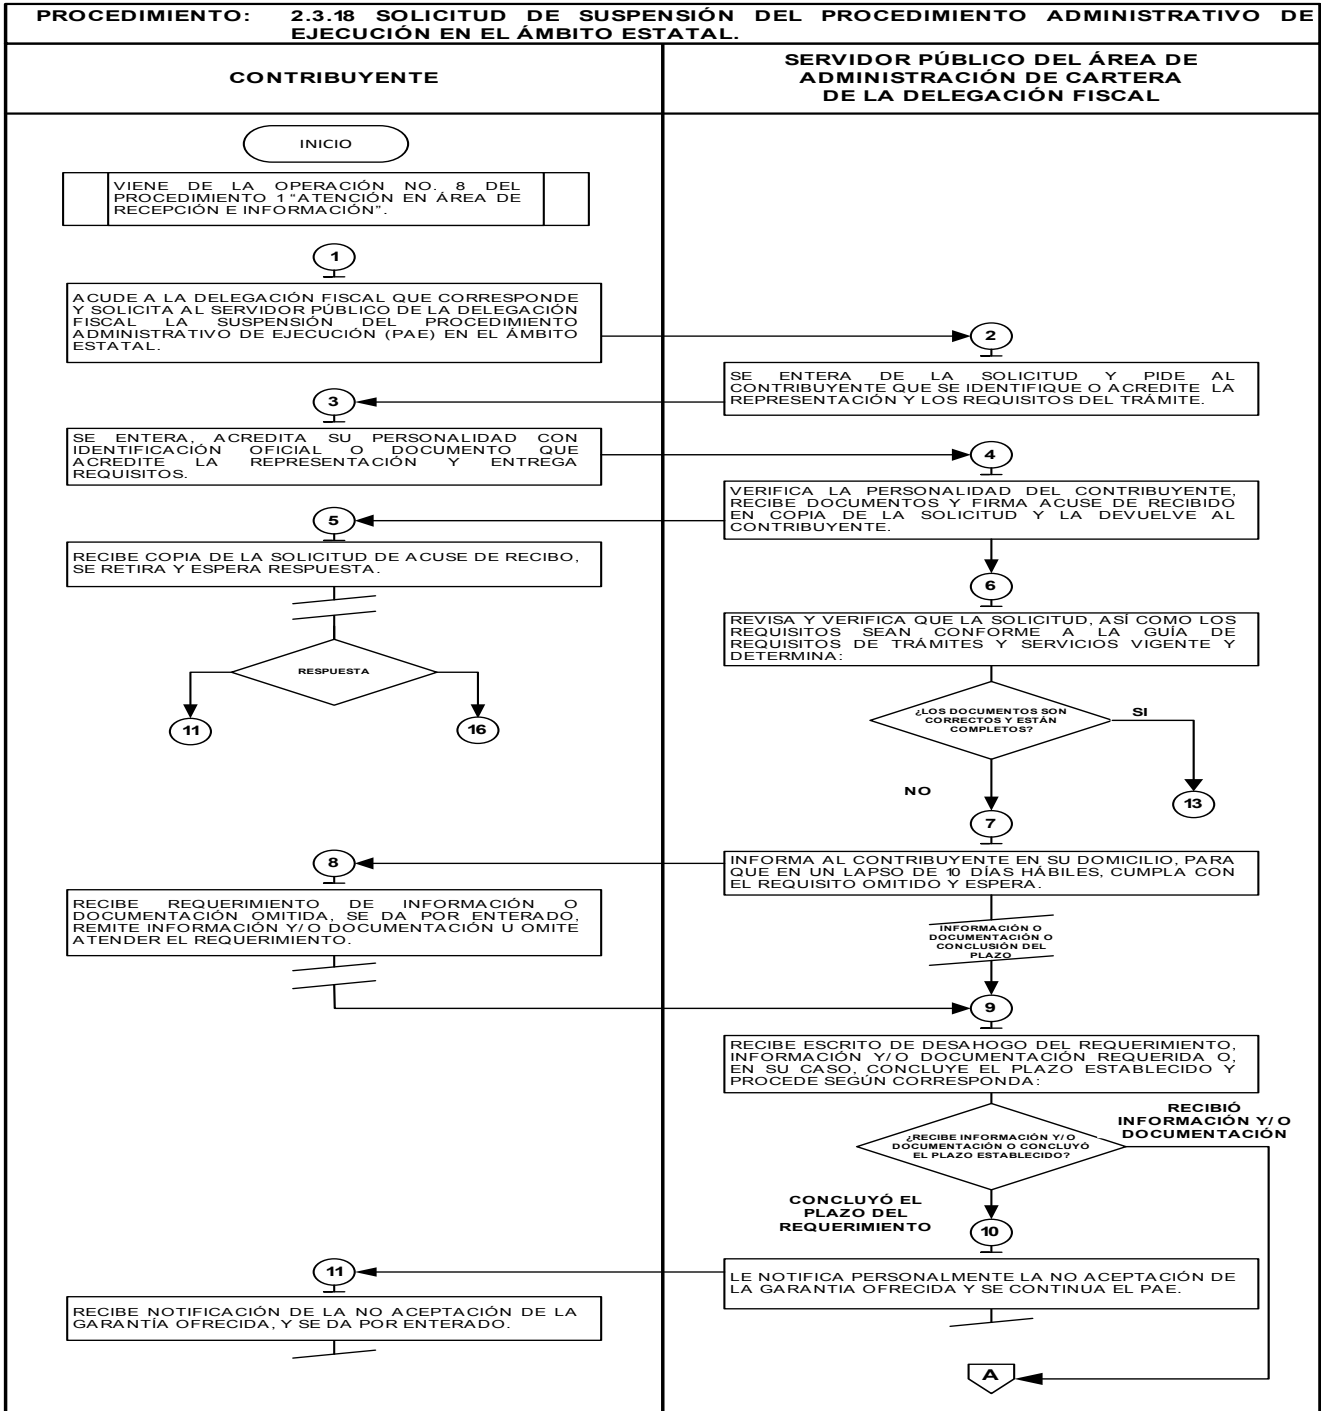 PROCEDIMIENTO: 2.3.18 SOLICITUD DE SUSPENSIÓN DEL PROCEDIMIENTO ADMINISTRATIVO DE
EJECUCIÓN EN EL ÁMBITO ESTATAL.
CONTRIBUYENTE
SERVIDOR PÚBLICO DEL ÁREA DE
ADMINISTRACIÓN DE CARTERA
DE LA DELEGACIÓN FISCAL
INICIO
VIENE DE LA OPERACIÓN NO. 8 DEL
PROCEDIMIENTO 1 "ATENCIÓN EN ÁREA DE
RECEPCIÓN E INFORMACIÓN".
1
ACUDE A LA DELEGACIÓN FISCAL QUE CORRESPONDE
Y SOLICITA AL SERVIDOR PÚBLICO DE LA DELEGACIÓN
FISCAL LA SUSPENSIÓN DEL PROCEDIMIENTO
ADMINISTRATIVO DE EJECUCIÓN (PAE) EN EL ÁMBITO
ESTATAL.
2
SE ENTERA DE LA SOLICITUD Y PIDE AL
CONTRIBUYENTE QUE SE IDENTIFIQUE O ACREDITE LA
REPRESENTACIÓN Y LOS REQUISITOS DEL TRÁMITE.
3
SE ENTERA, ACREDITA SU PERSONALIDAD CON
IDENTIFICACIÓN OFICIAL O DOCUMENTO QUE
ACREDITE LA REPRESENTACIÓN Y ENTREGA
REQUISITOS.
4
VERIFICA LA PERSONALIDAD DEL CONTRIBUYENTE,
RECIBE DOCUMENTOS Y FIRMA ACUSE DE RECIBIDO
EN COPIA DE LA SOLICITUD Y LA DEVUELVE AL
CONTRIBUYENTE.
5
RECIBE COPIA DE LA SOLICITUD DE ACUSE DE RECIBO,
SE RETIRA Y ESPERA RESPUESTA.
RESPUESTA
11
16
6
REVISA Y VERIFICA QUE LA SOLICITUD, ASÍ COMO LOS
REQUISITOS SEAN CONFORME A LA GUÍA DE
REQUISITOS DE TRÁMITES Y SERVICIOS VIGENTE Y
DETERMINA:
¿LOS DOCUMENTOS SON
CORRECTOS Y ESTÁN
COMPLETOS?
SI
13
NO
7
INFORMA AL CONTRIBUYENTE EN SU DOMICILIO, PARA
QUE EN UN LAPSO DE 10 DÍAS HÁBILES, CUMPLA CON
EL REQUISITO OMITIDO Y ESPERA.
8
RECIBE REQUERIMIENTO DE INFORMACIÓN O
DOCUMENTACIÓN OMITIDA, SE DA POR ENTERADO,
REMITE INFORMACIÓN Y/O DOCUMENTACIÓN U OMITE
ATENDER EL REQUERIMIENTO.
INFORMACIÓN O
DOCUMENTACIÓN O
CONCLUSIÓN DEL
PLAZO
9
RECIBE ESCRITO DE DESAHOGO DEL REQUERIMIENTO,
INFORMACIÓN Y/O DOCUMENTACIÓN REQUERIDA O,
EN SU CASO, CONCLUYE EL PLAZO ESTABLECIDO Y
PROCEDE SEGÚN CORRESPONDA:
¿RECIBE INFORMACIÓN Y/O
DOCUMENTACIÓN O CONCLUYÓ
EL PLAZO ESTABLECIDO?
RECIBIÓ
INFORMACIÓN Y/O
DOCUMENTACIÓN
CONCLUYÓ EL
PLAZO DEL
REQUERIMIENTO
10
LE NOTIFICA PERSONALMENTE LA NO ACEPTACIÓN DE
LA GARANTIA OFRECIDA Y SE CONTINUA EL PAE.
11
RECIBE NOTIFICACIÓN DE LA NO ACEPTACIÓN DE LA
GARANTÍA OFRECIDA, Y SE DA POR ENTERADO.
A